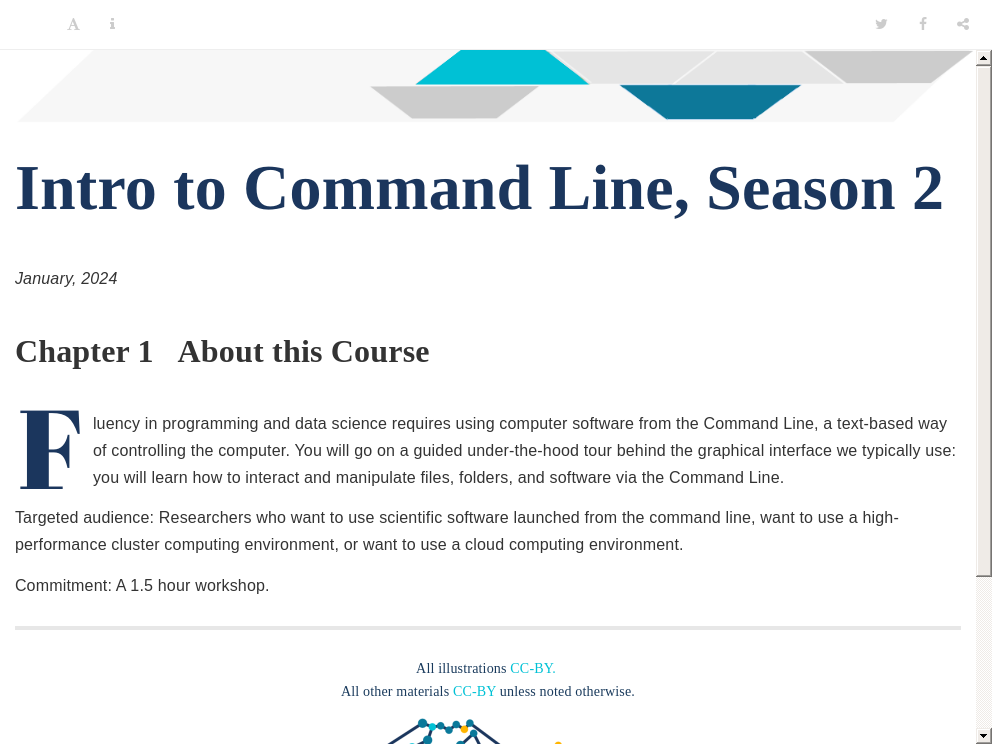 Intro to Command Line, Season 2
January, 2024
Chapter 1 About this Course
Fluency in programming and data science requires using computer software from the Command Line, a text-based way
of controlling the computer. You will go on a guided under-the-hood tour behind the graphical interface we typically use:
you will learn how to interact and manipulate files, folders, and software via the Command Line.
Targeted audience: Researchers who want to use scientific software launched from the command line, want to use a high-
performance cluster computing environment, or want to use a cloud computing environment.
Commitment: A 1.5 hour workshop.
All illustrations CC-BY.
All other materials CC-BY unless noted otherwise.